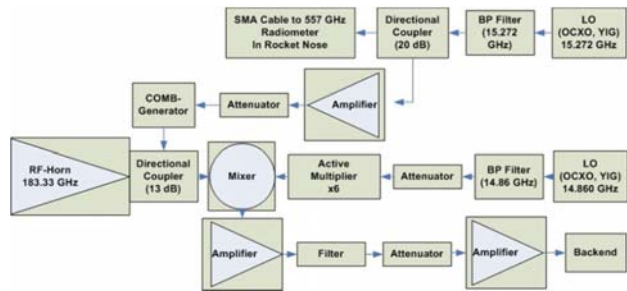 SMA Cable to 557 GHz
Radiometer
In Rocket Nose
Directional
Coupler
(20 dB)
BP Filter
(15.272
GHz)
LO
(OCXO, YIG)
15.272 GHz
COMB-
Generator
Attenuator
Amplifier
RF-Horn
183.33 GHz
Directional
Coupler
(13 dB)
Mixer
Active
Multiplier
x6
Attenuator
BP Filter
(14.86 GHz)
LO
(OCXO, YIG)
14.860 GHz
Amplifier
Filter
Attenuator
Amplifier
Backend